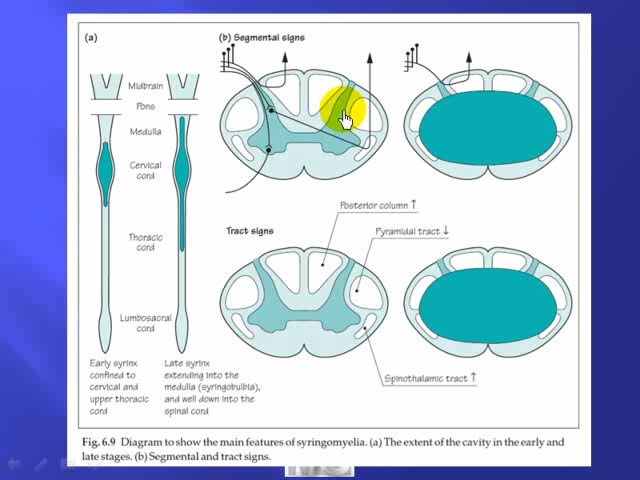 (a)
(b) Segmental signs
Midbrain
Pons
Medulla
Cervical
cord
Thoracic
cord
Lumbosacral
cord
Early syrinx
confined to
cervical and
upper thoracic
cord
Late syrinx
extending into the
medulla (syringobulbia),
and well down into the
spinal cord
Tract signs
Posterior column ↑
Pyramidal tract ↓
Spinothalamic tract ↑
Fig. 6.9 Diagram to show the main features of syringomyelia. (a) The extent of the cavity in the early and
late stages. (b) Segmental and tract signs.